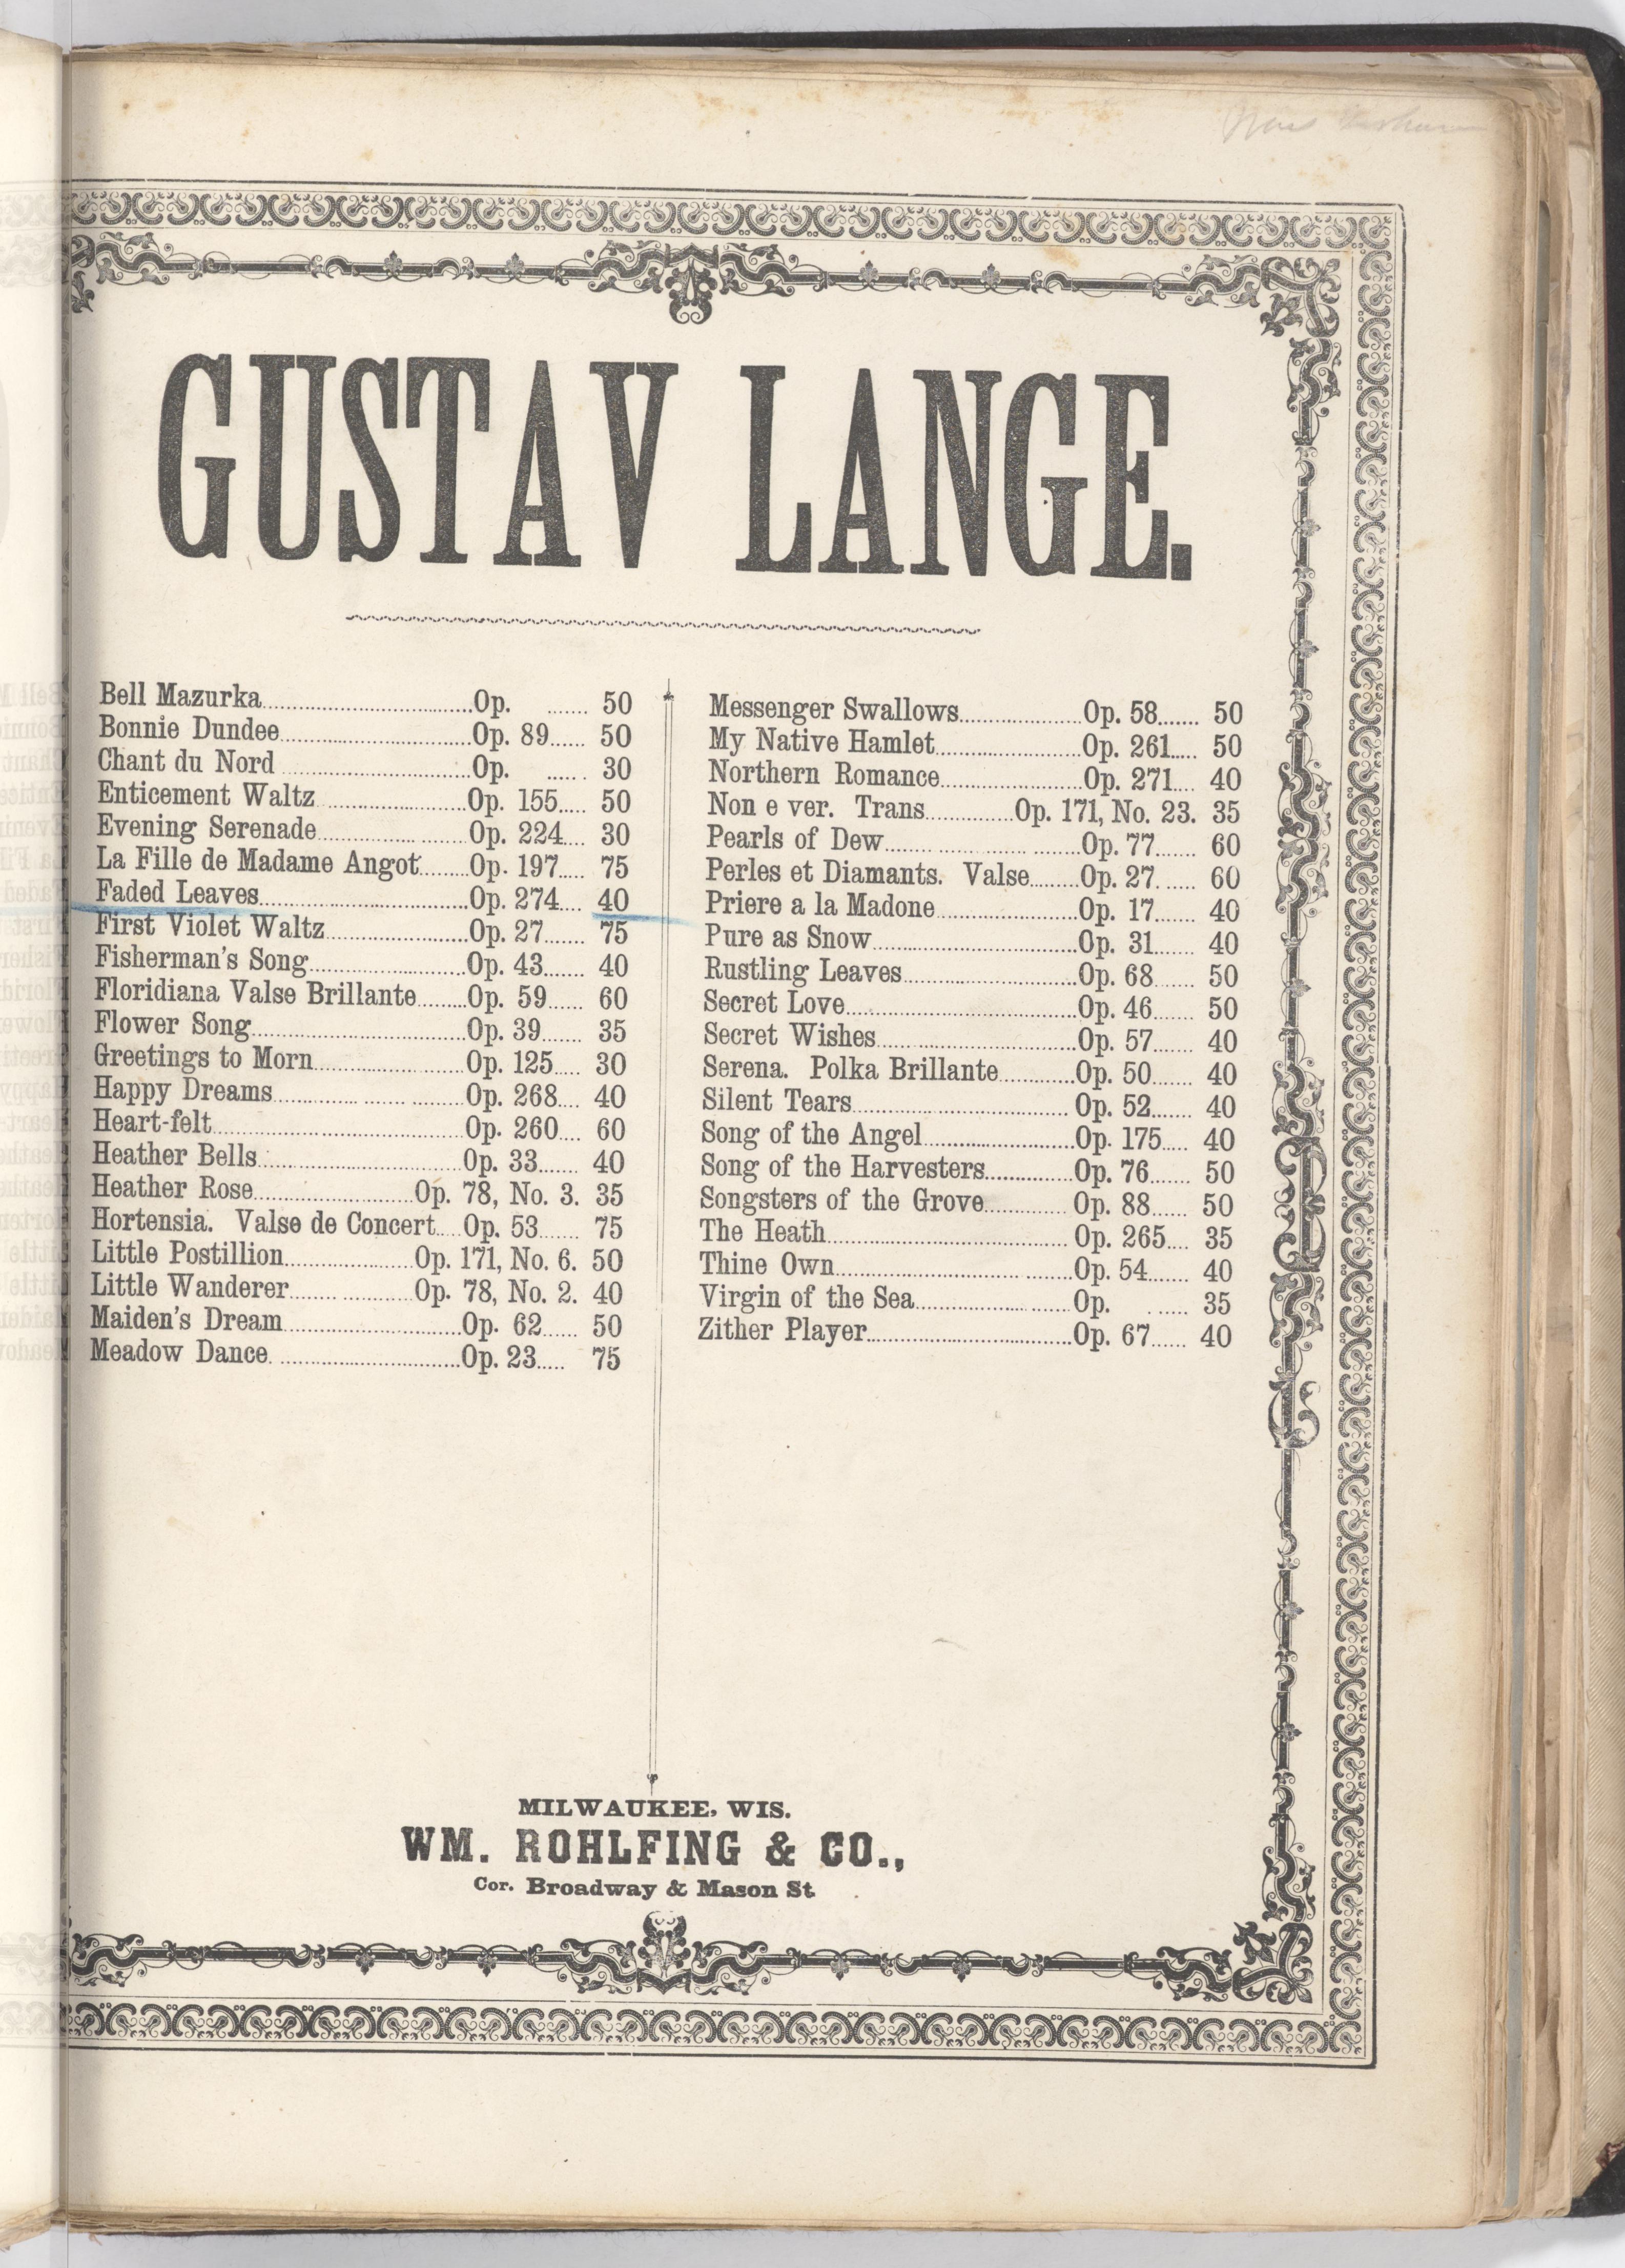 GUSTAV LANGE.
Bell Mazurka Op. 50
Bonnie Dundee Op. 89 50
Chant du Nord Op. 30
Enticement Waltz Op. 155 50
Evening Serenade Op. 224 30
La Fille de Madame Angot Op. 197 75
Faded Leaves Op. 274 40
First Violet Waltz Op. 27 75
Fisherman's Song Op. 43 40
Floridiana Valse Brillante Op. 59 60
Flower Song Op. 39 35
Greetings to Morn Op. 125 30
Happy Dreams Op. 268 40
Heart-felt Op. 260 60
Heather Bells Op. 33 40
Heather Rose Op. 78, No. 3. 35
Hortensia. Valse de Concert Op. 53 75
Little Postillion Op. 171, No. 6. 50
Little Wanderer Op. 78, No. 2. 40
Maiden's Dream Op. 62 50
Meadow Dance Op. 23 75
Messenger Swallows Op. 58 50
My Native Hamlet Op. 261 50
Northern Romance Op. 271 40
Non e ver. Trans Op. 171, No. 23. 35
Pearls of Dew Op. 77 60
Perles et Diamants. Valse Op. 27 60
Priere a la Madone Op. 17 40
Pure as Snow Op. 31 40
Rustling Leaves Op. 68 50
Secret Love Op. 46 50
Secret Wishes Op. 57 40
Serena. Polka Brillante Op. 50 40
Silent Tears Op. 52 40
Song of the Angel Op. 175 40
Song of the Harvesters Op. 76 50
Songsters of the Grove Op. 88 50
The Heath Op. 265 35
Thine Own Op. 54 40
Virgin of the Sea Op. 35
Zither Player Op. 67 40
MILWAUKEE, WIS.
WM. ROHLFING & CO.,
Cor. Broadway & Mason St.